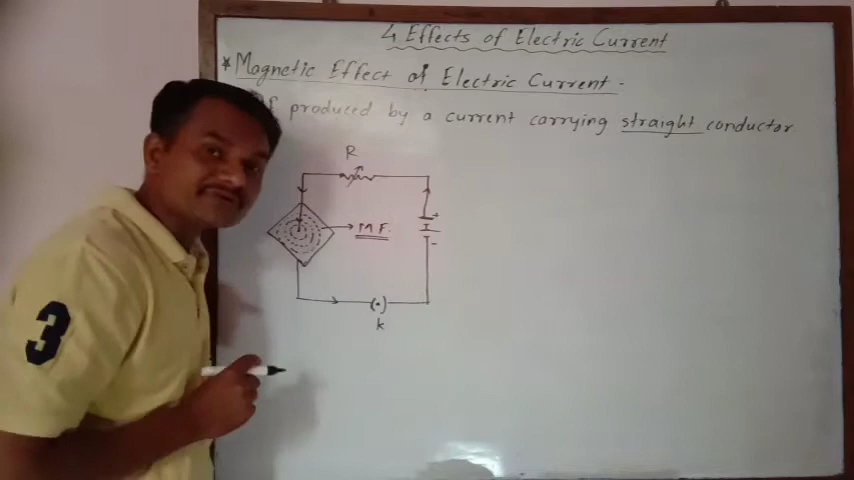 4 Effects of Electric Current
* Magnetic Effect of Electric Current -
produced by a current carrying straight conductor
R
+
M.F.
-
K
3